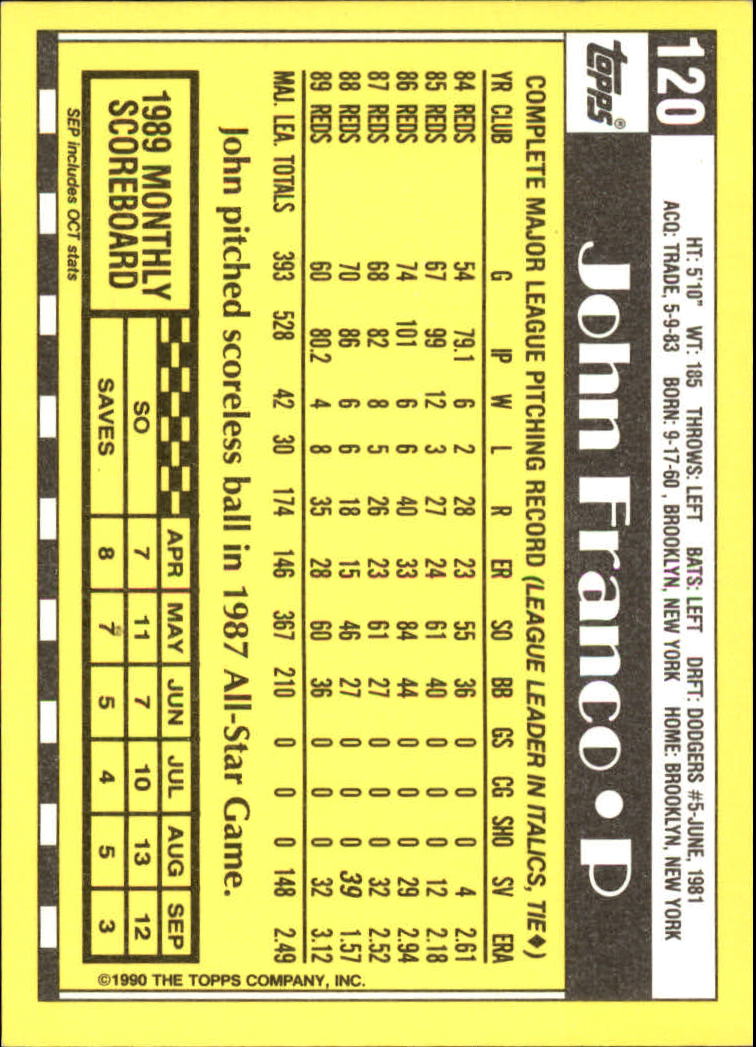 120
topps®
HT: 5'10" WT: 185 THROWS: LEFT BATS: LEFT DRFT: DODGERS #5-JUNE, 1981
ACQ: TRADE, 5-9-83 BORN: 9-17-60, BROOKLYN, NEW YORK HOME: BROOKLYN, NEW YORK
John Franco • P
COMPLETE MAJOR LEAGUE PITCHING RECORD (LEAGUE LEADER IN ITALICS, TIE♦)
YR CLUB G IP W L R ER SO BB GS CG SHO SV ERA
84 REDS 54 79.1 6 2 28 23 55 36 0 0 0 4 2.61
85 REDS 67 99 12 3 27 24 61 40 0 0 0 12 2.18
86 REDS 74 101 6 6 40 33 84 44 0 0 0 29 2.94
87 REDS 68 82 8 5 26 23 61 27 0 0 0 32 2.52
88 REDS 70 86 6 6 18 15 46 27 0 0 0 39 1.57
89 REDS 60 80.2 4 8 35 28 60 36 0 0 0 32 3.12
MAJ. LEA. TOTALS 393 528 42 30 174 146 367 210 0 0 0 148 2.49
John pitched scoreless ball in 1987 All-Star Game.
1989 MONTHLY
SCOREBOARD
APR MAY JUN JUL AUG SEP
SO 7 11 7 10 13 12
SAVES 8 7 5 4 5 3
SEP includes OCT stats
©1990 THE TOPPS COMPANY, INC.